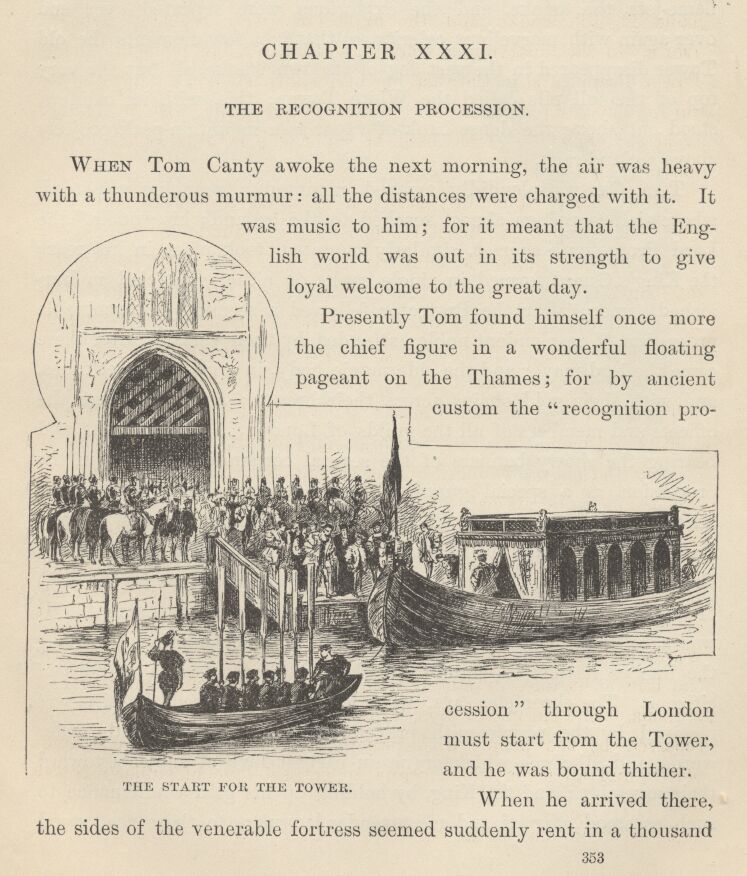 CHAPTER XXXI.
THE RECOGNITION PROCESSION.
WHEN Tom Canty awoke the next morning, the air was heavy
with a thunderous murmur: all the distances were charged with it. It
was music to him; for it meant that the Eng-
lish world was out in its strength to give
loyal welcome to the great day.
Presently Tom found himself once more
the chief figure in a wonderful floating
pageant on the Thames; for by ancient
custom the "recognition pro-
cession" through London
must start from the Tower,
and he was bound thither.
THE START FOR THE TOWER.
When he arrived there,
the sides of the venerable fortress seemed suddenly rent in a thousand
353